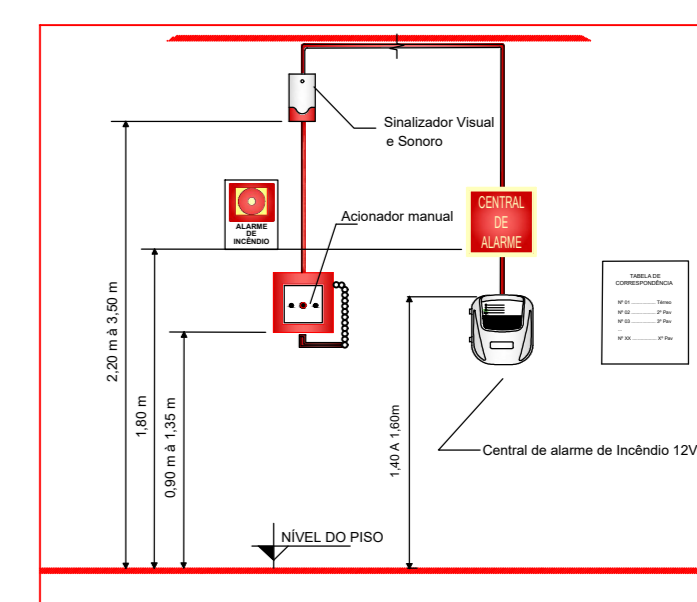 Sinalizador Visual
e Sonoro
ALARME
DE
INCÊNDIO
Acionador manual
CENTRAL
DE
ALARME
TABELA DE
CORRESPONDÊNCIA
Nº 01 ................ Térreo
Nº 02 ................ 2º Pav
Nº 03 ................ 3º Pav
...
Nº XX ................ Xº Pav
2,20 m à 3,50 m
1,80 m
0,90 m à 1,35 m
1,40 A 1,60m
Central de alarme de Incêndio 12V
NÍVEL DO PISO